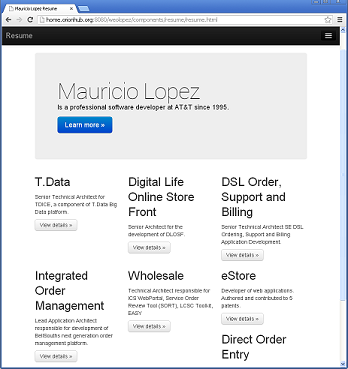 Mauricio Lopez Resume
home.orionhub.org:8080/weslopez/components/resume/resume.html
Resume
Mauricio Lopez
Is a professional software developer at AT&T since 1995.
Learn more »
T.Data
Senior Technical Architect for
TDICE, a component of T.Data Big
Data platform.
View details »
Digital Life
Online Store
Front
Senior Architect for the
development of DLOSF.
View details »
DSL Order,
Support and
Billing
Senior Technical Architect SE DSL
Ordering, Support and Billing
Application Development.
View details »
Integrated
Order
Management
Lead Application Architect
responsible for development of
BellSouth's next generation order
management platform.
View details »
Wholesale
Technical Architect responsible for
ICS WebPortal, Service Order
Review Tool (SORT), LCSC Toolkit,
EASY
View details »
eStore
Developer of web applications.
Authored and contributed to 5
patents.
View details »
Direct Order
Entry